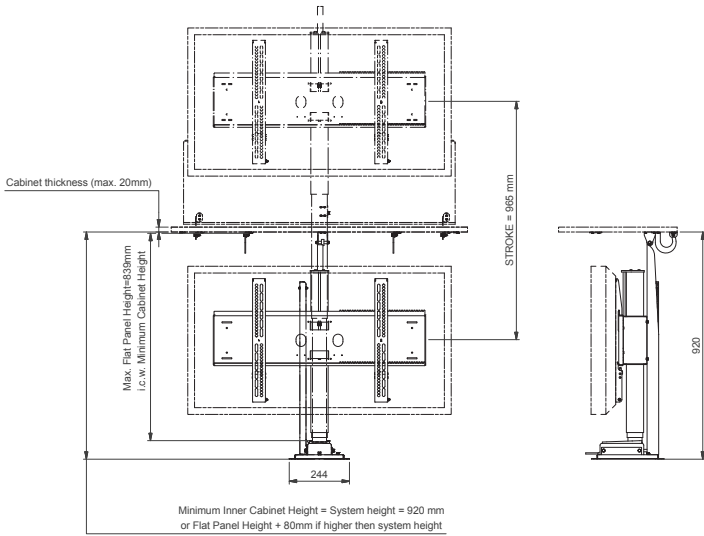 Cabinet thickness (max. 20mm)
STROKE = 965 mm
Max. Flat Panel Height=839mm
i.c.w. Minimum Cabinet Height
920
244
Minimum Inner Cabinet Height = System height = 920 mm
or Flat Panel Height + 80mm if higher then system height